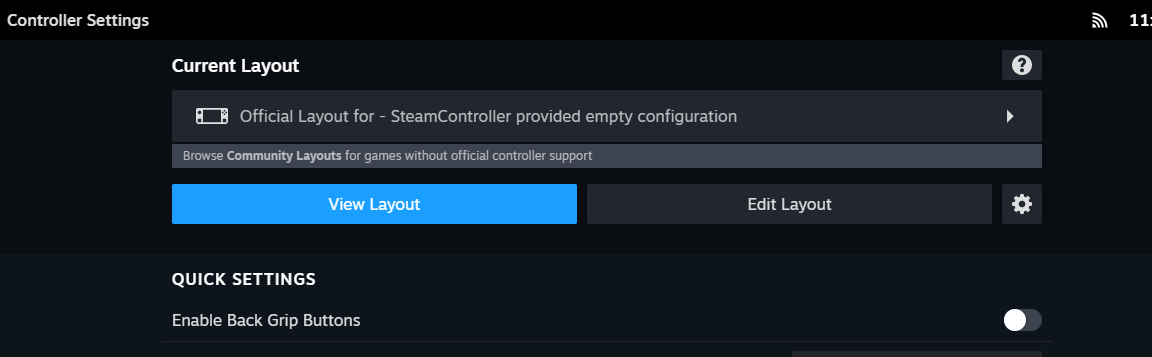 Controller Settings
Current Layout
Official Layout for - SteamController provided empty configuration
Browse Community Layouts for games without official controller support
View Layout
Edit Layout
QUICK SETTINGS
Enable Back Grip Buttons